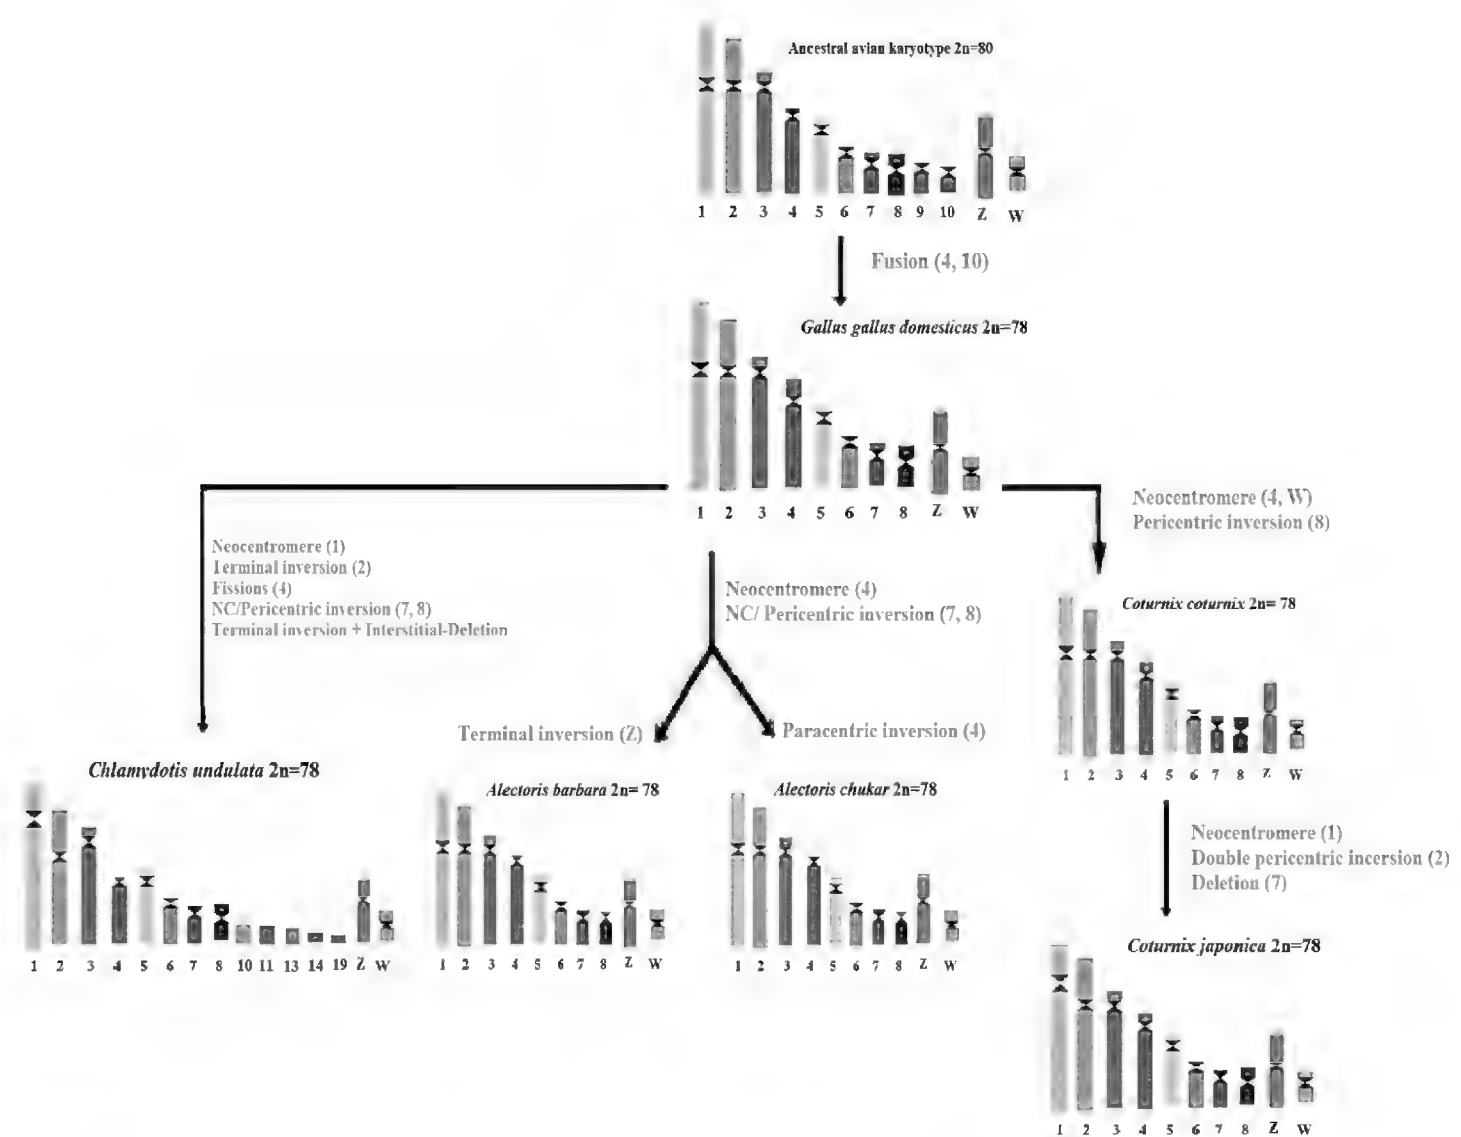 Ancestral avian karyotype 2n=80
1 2 3 4 5 6 7 8 9 10 Z W
Fusion (4, 10)
Gallus gallus domesticus 2n=78
1 2 3 4 5 6 7 8 Z W
Neocentromere (1)
Terminal inversion (2)
Fissions (4)
NC/Pericentric inversion (7, 8)
Terminal inversion + Interstitial-Deletion
Neocentromere (4)
NC/ Pericentric inversion (7, 8)
Neocentromere (4, W)
Pericentric inversion (8)
Terminal inversion (Z)
Paracentric inversion (4)
Chlamydotis undulata 2n=78
1 2 3 4 5 6 7 8 10 11 13 14 19 Z W
Alectoris barbara 2n= 78
1 2 3 4 5 6 7 8 Z W
Alectoris chukar 2n=78
1 2 3 4 5 6 7 8 Z W
Coturnix coturnix 2n= 78
1 2 3 4 5 6 7 8 Z W
Neocentromere (1)
Double pericentric incersion (2)
Deletion (7)
Coturnix japonica 2n=78
1 2 3 4 5 6 7 8 Z W